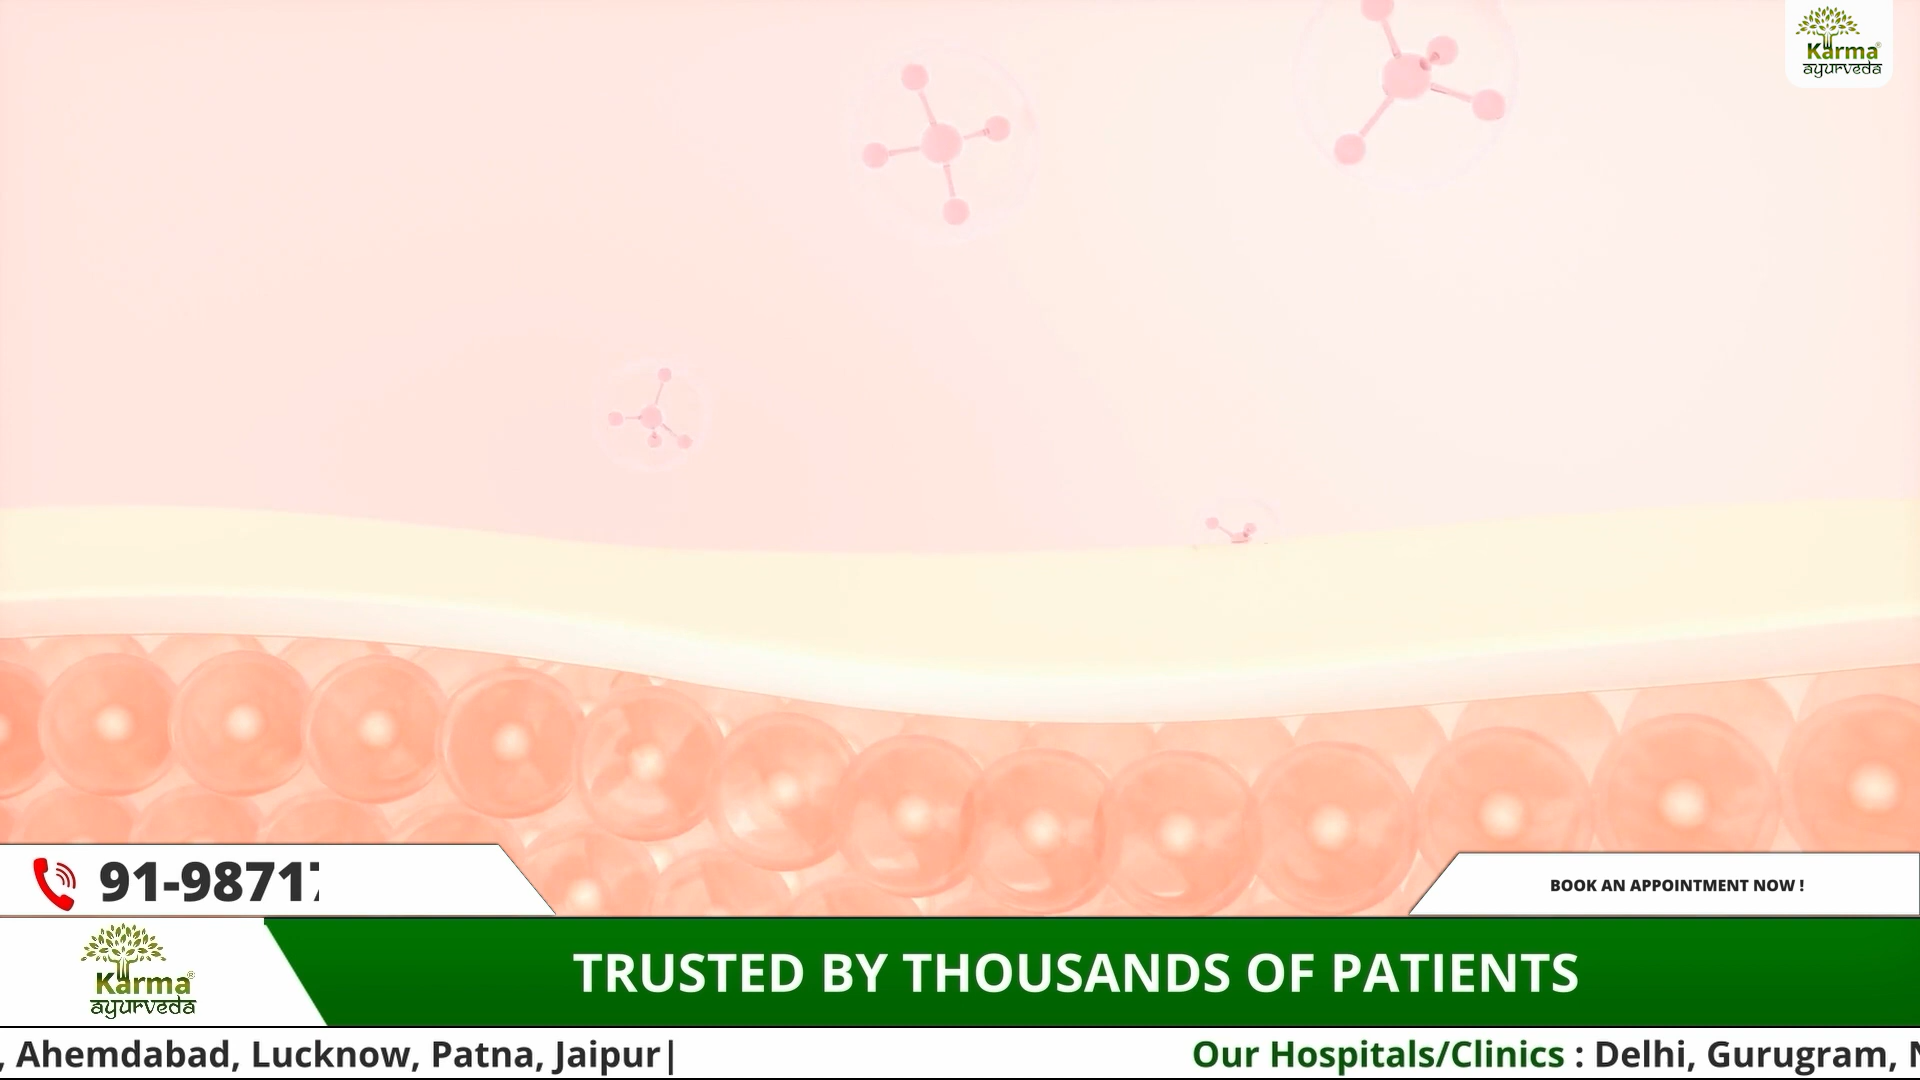 Karma®
ayurveda
91-9871
BOOK AN APPOINTMENT NOW !
Karma®
ayurveda
TRUSTED BY THOUSANDS OF PATIENTS
, Ahemdabad, Lucknow, Patna, Jaipur|
Our Hospitals/Clinics : Delhi, Gurugram,